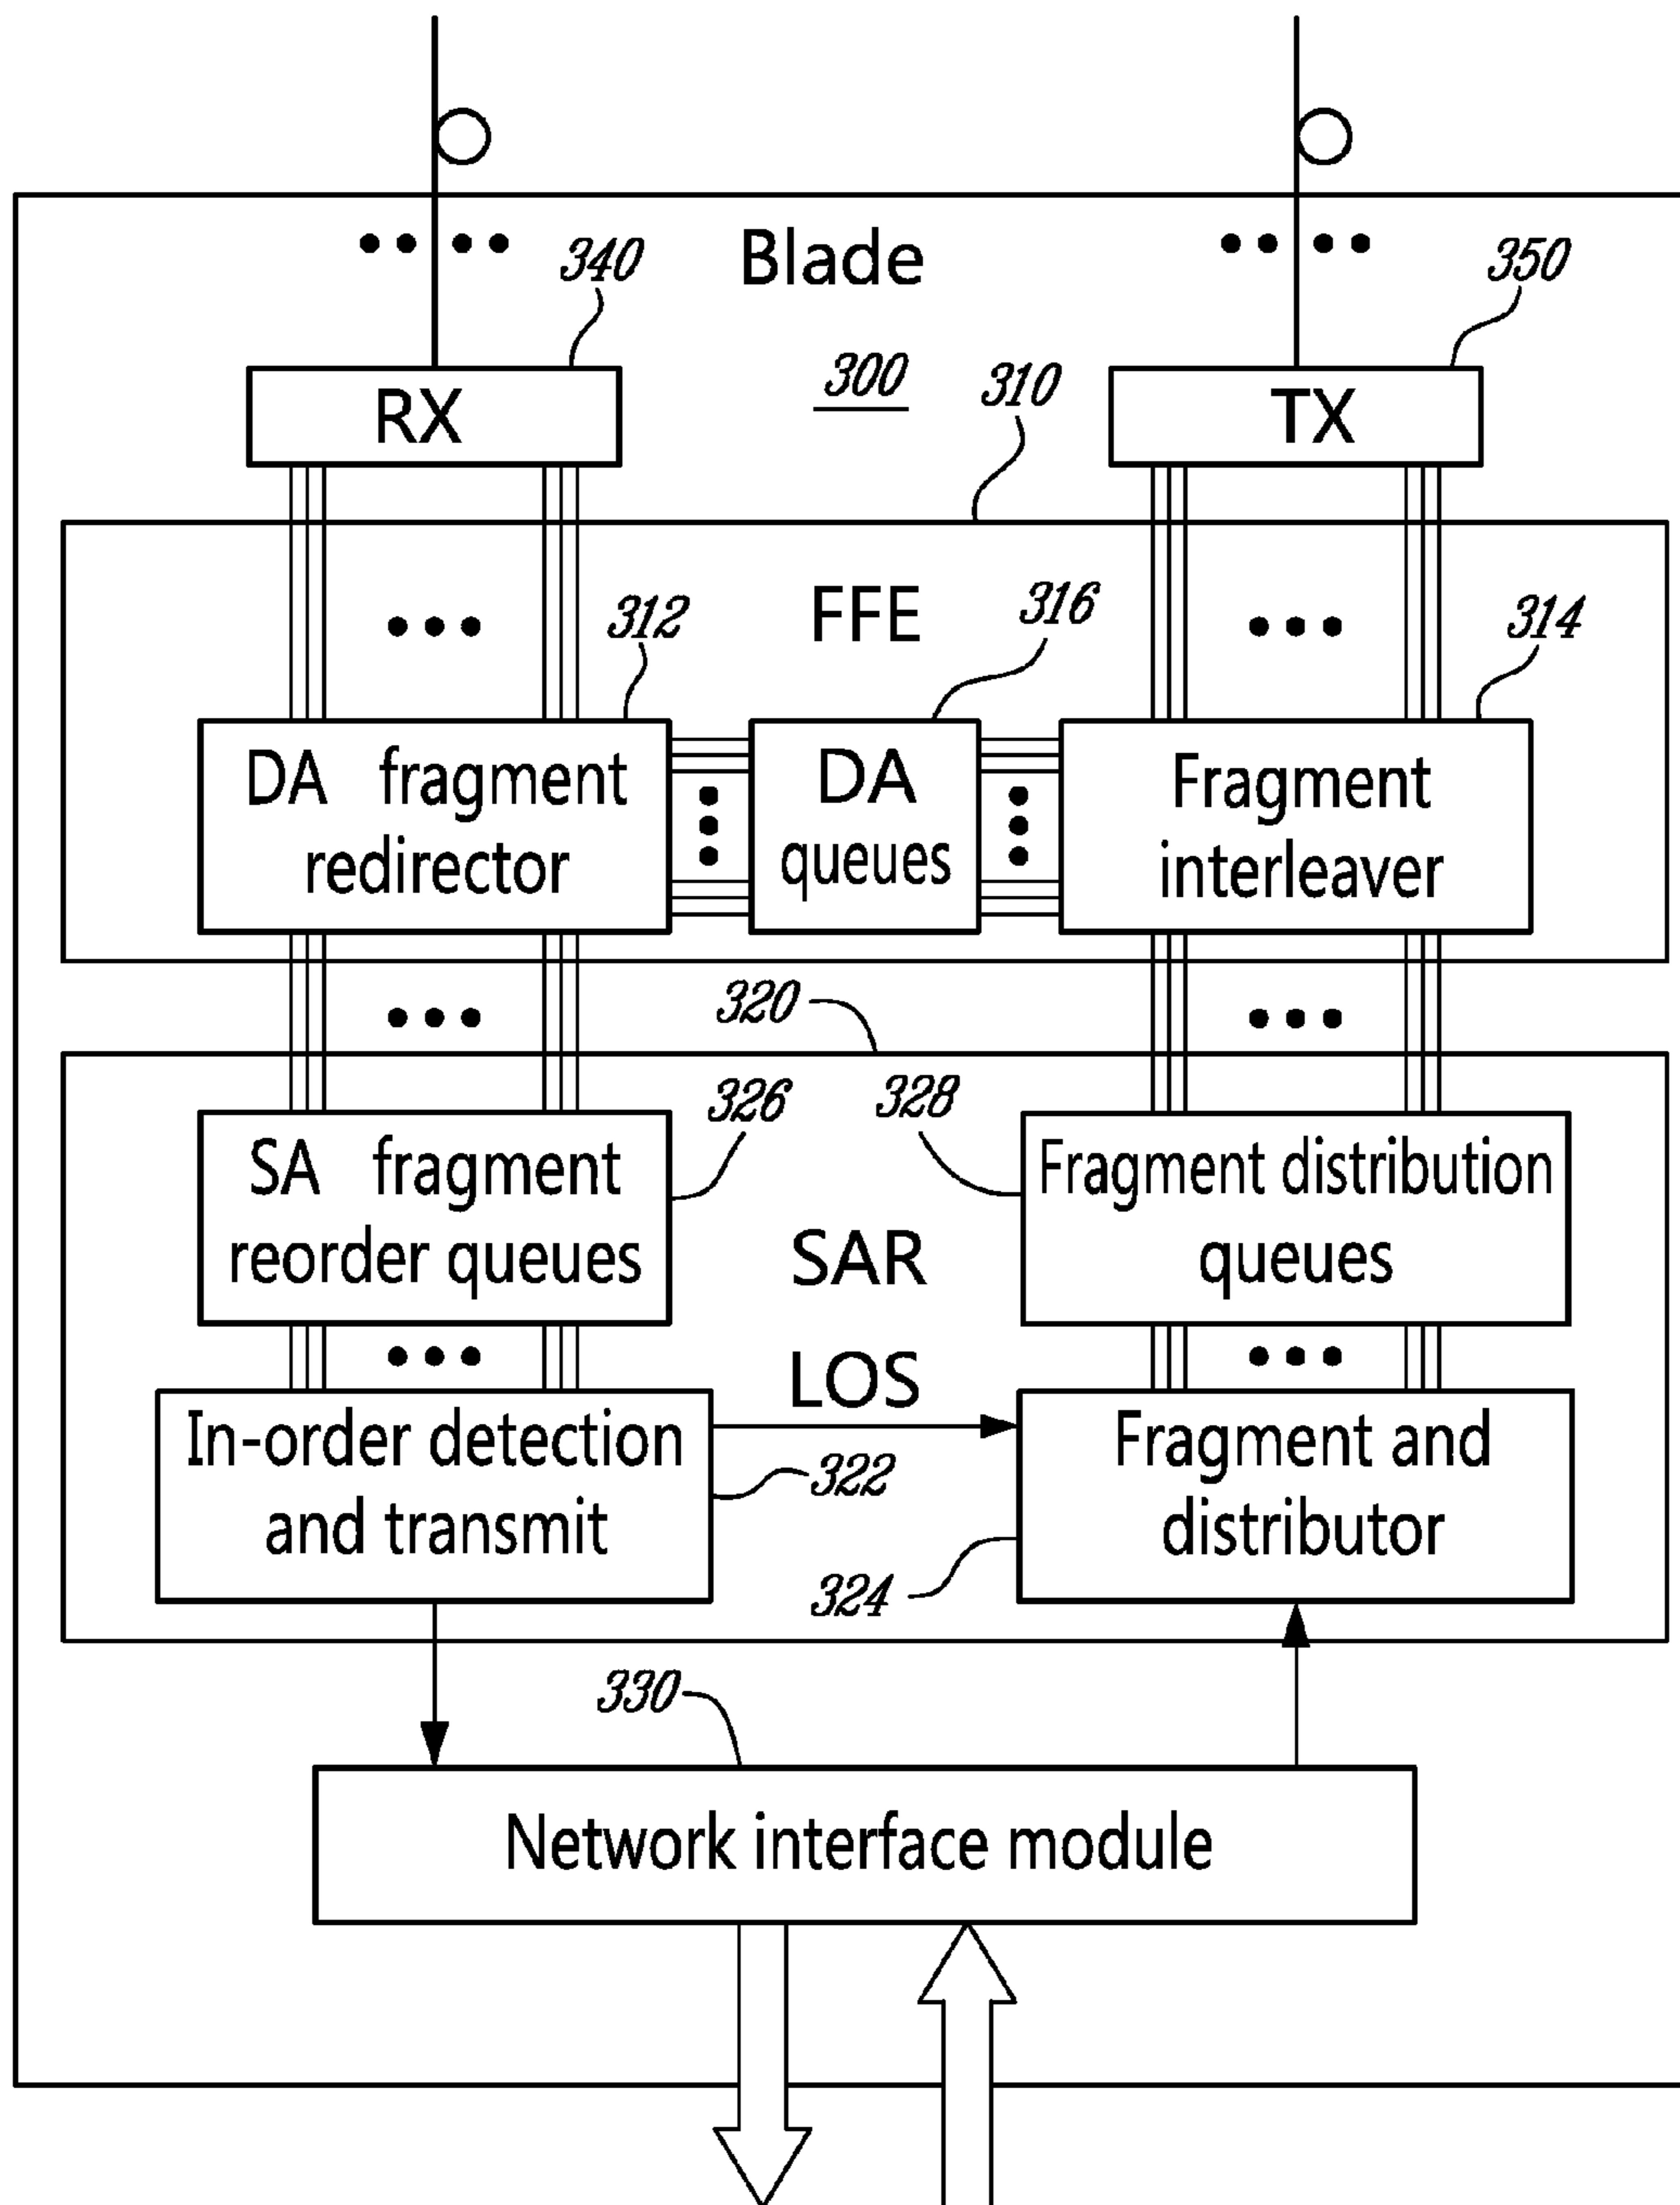 Blade
340
350
300
310
RX
TX
FFE
312
316
314
DA fragment
redirector
DA
queues
Fragment
interleaver
320
326
328
SA fragment
reorder queues
SAR
Fragment distribution
queues
LOS
In-order detection
and transmit
322
324
Fragment and
distributor
330
Network interface module